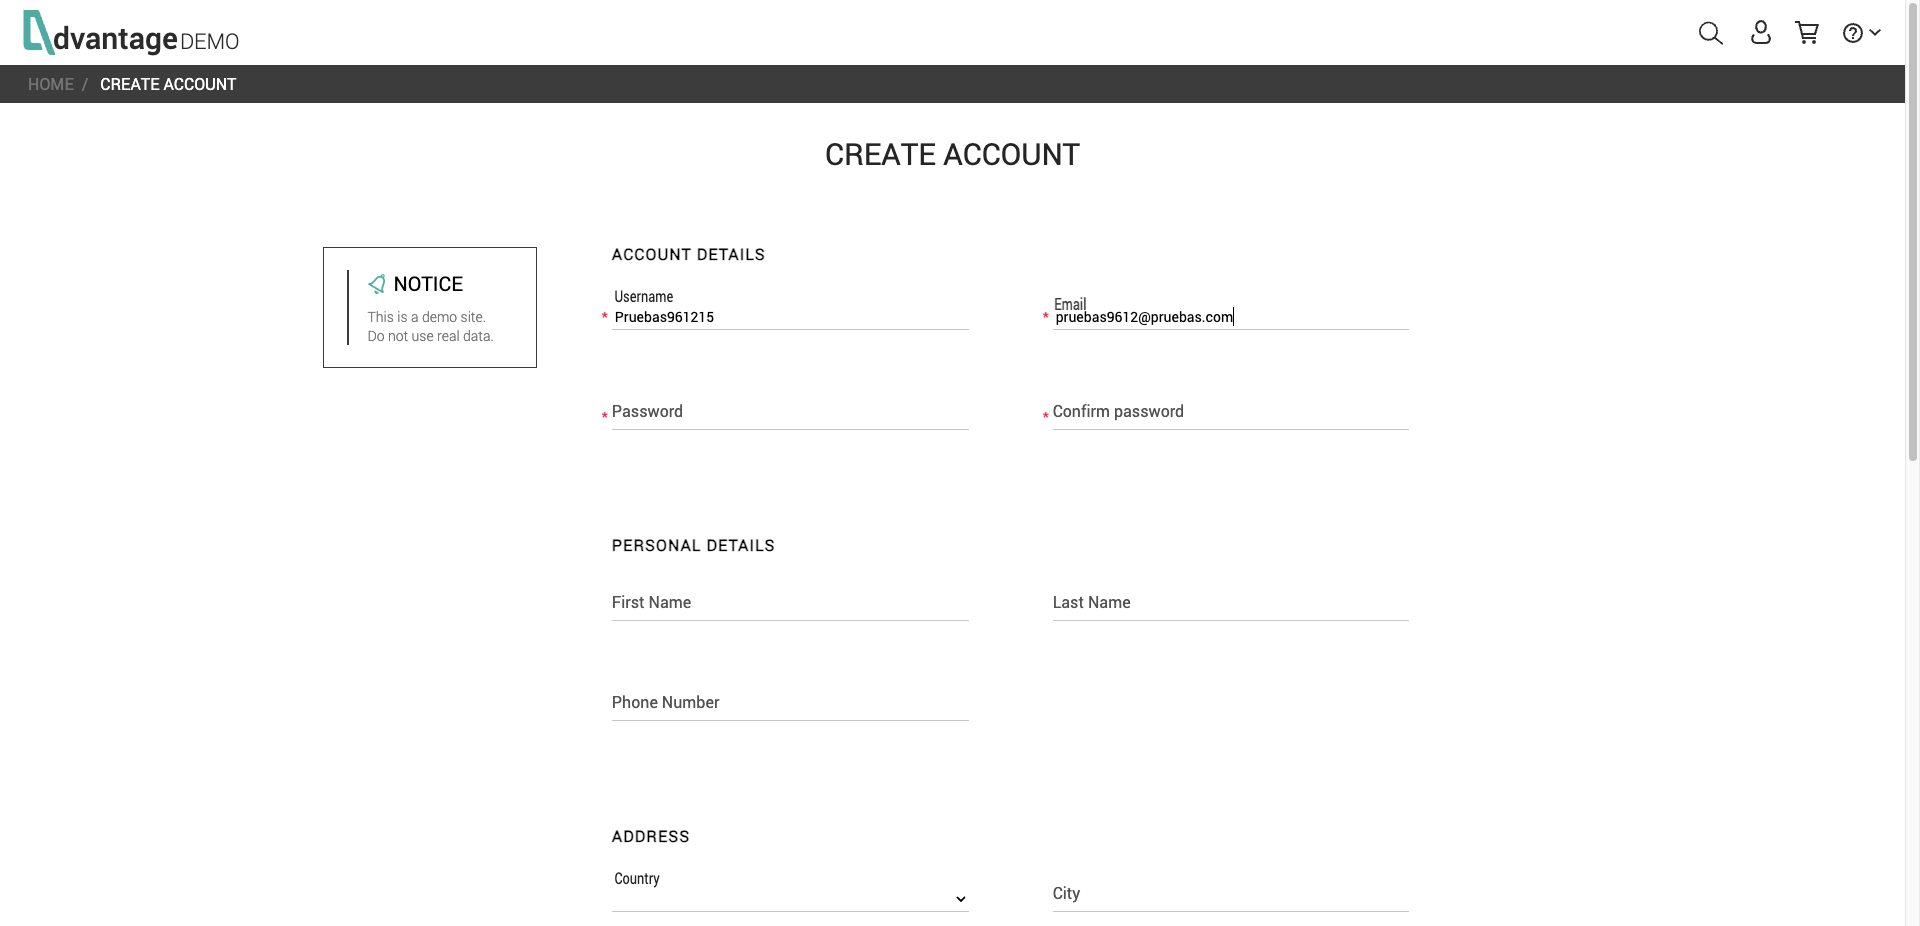 dvantage DEMO
HOME / CREATE ACCOUNT
CREATE ACCOUNT
NOTICE
This is a demo site.
Do not use real data.
ACCOUNT DETAILS
Username
* Pruebas961215
Email
* pruebas9612@pruebas.com
* Password
* Confirm password
PERSONAL DETAILS
First Name
Last Name
Phone Number
ADDRESS
Country
City